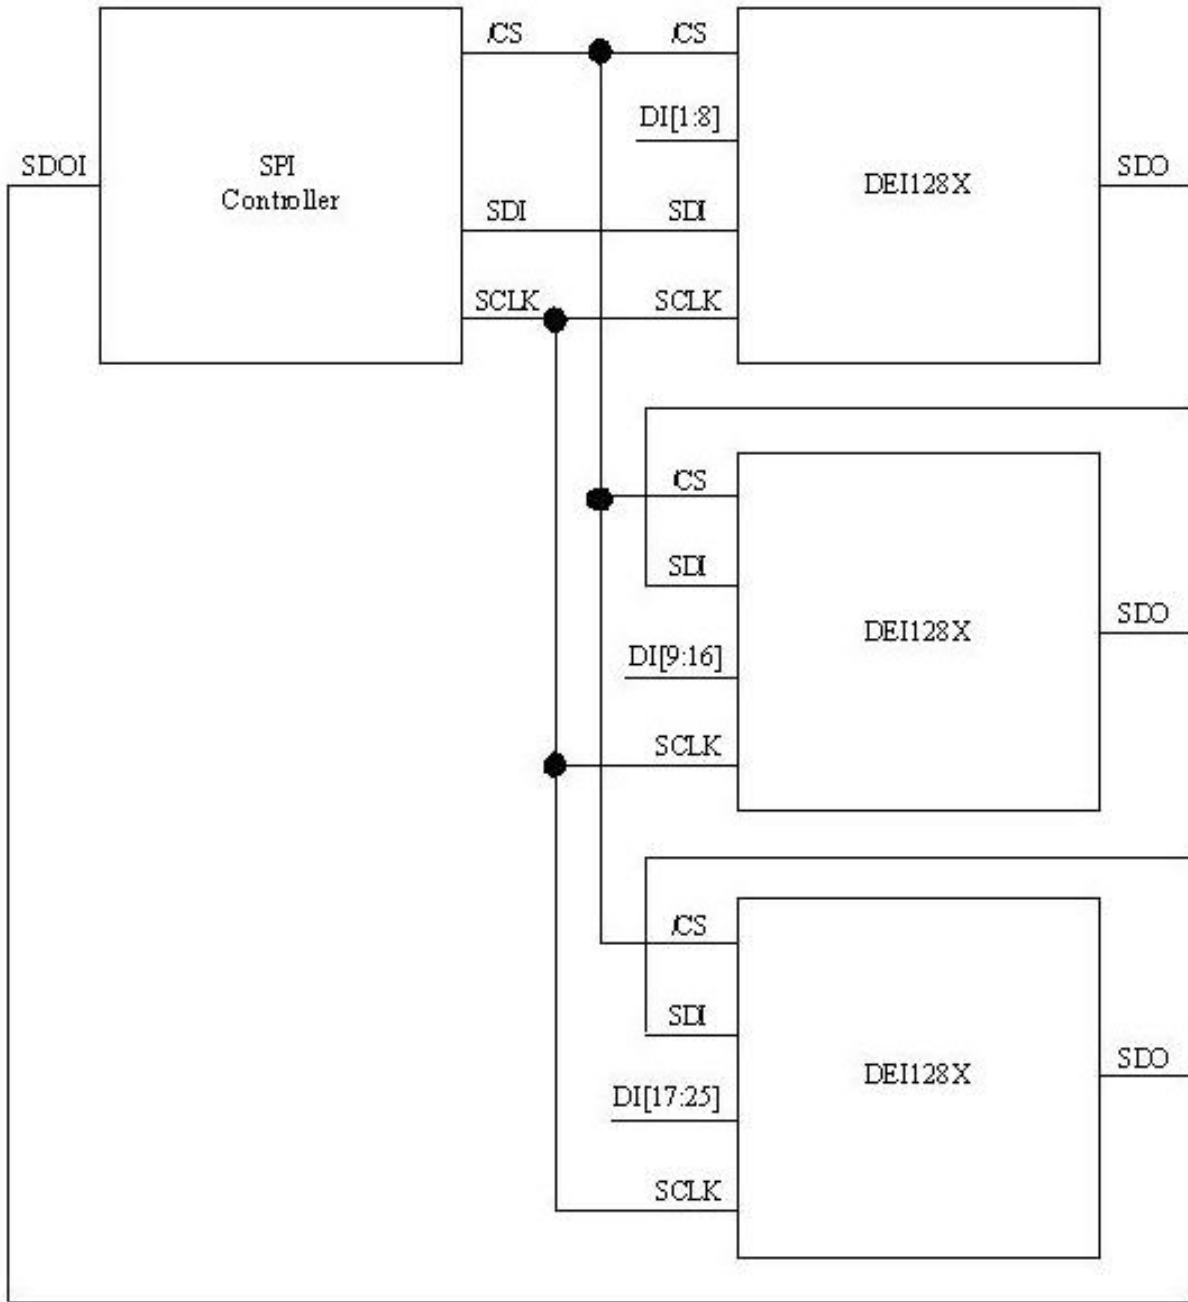 /CS
/CS
DI[1:8]
SDOI
SPI
Controller
DEI128X
SDO
SDI
SDI
SCLK
SCLK
/CS
SDI
DEI128X
SDO
DI[9:16]
SCLK
/CS
SDI
DEI128X
SDO
DI[17:25]
SCLK